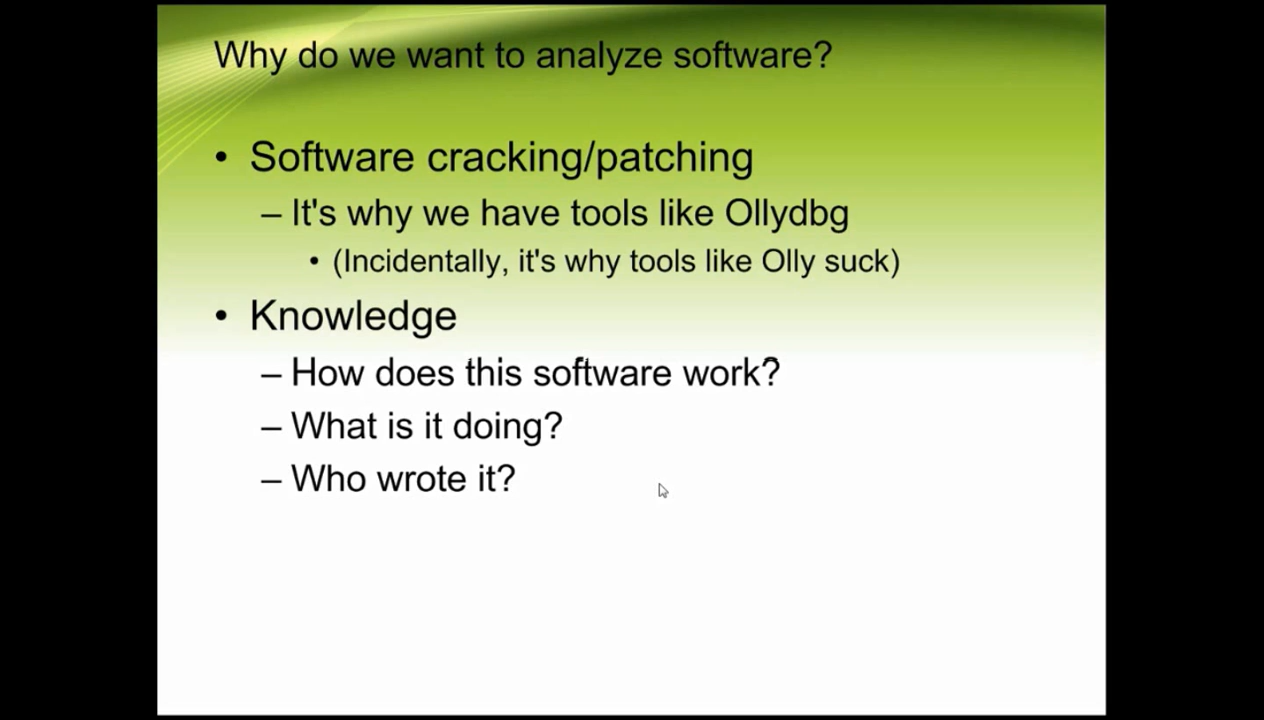 Why do we want to analyze software?
• Software cracking/patching
– It's why we have tools like Ollydbg
• (Incidentally, it's why tools like Olly suck)
• Knowledge
– How does this software work?
– What is it doing?
– Who wrote it?